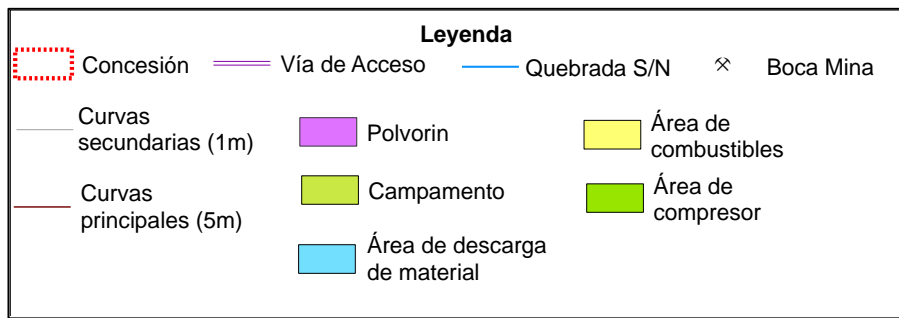 Leyenda
Concesión
Vía de Acceso
Quebrada S/N
Boca Mina
Curvas
secundarias (1m)
Polvorin
Área de
combustibles
Curvas
principales (5m)
Campamento
Área de
compresor
Área de descarga
de material